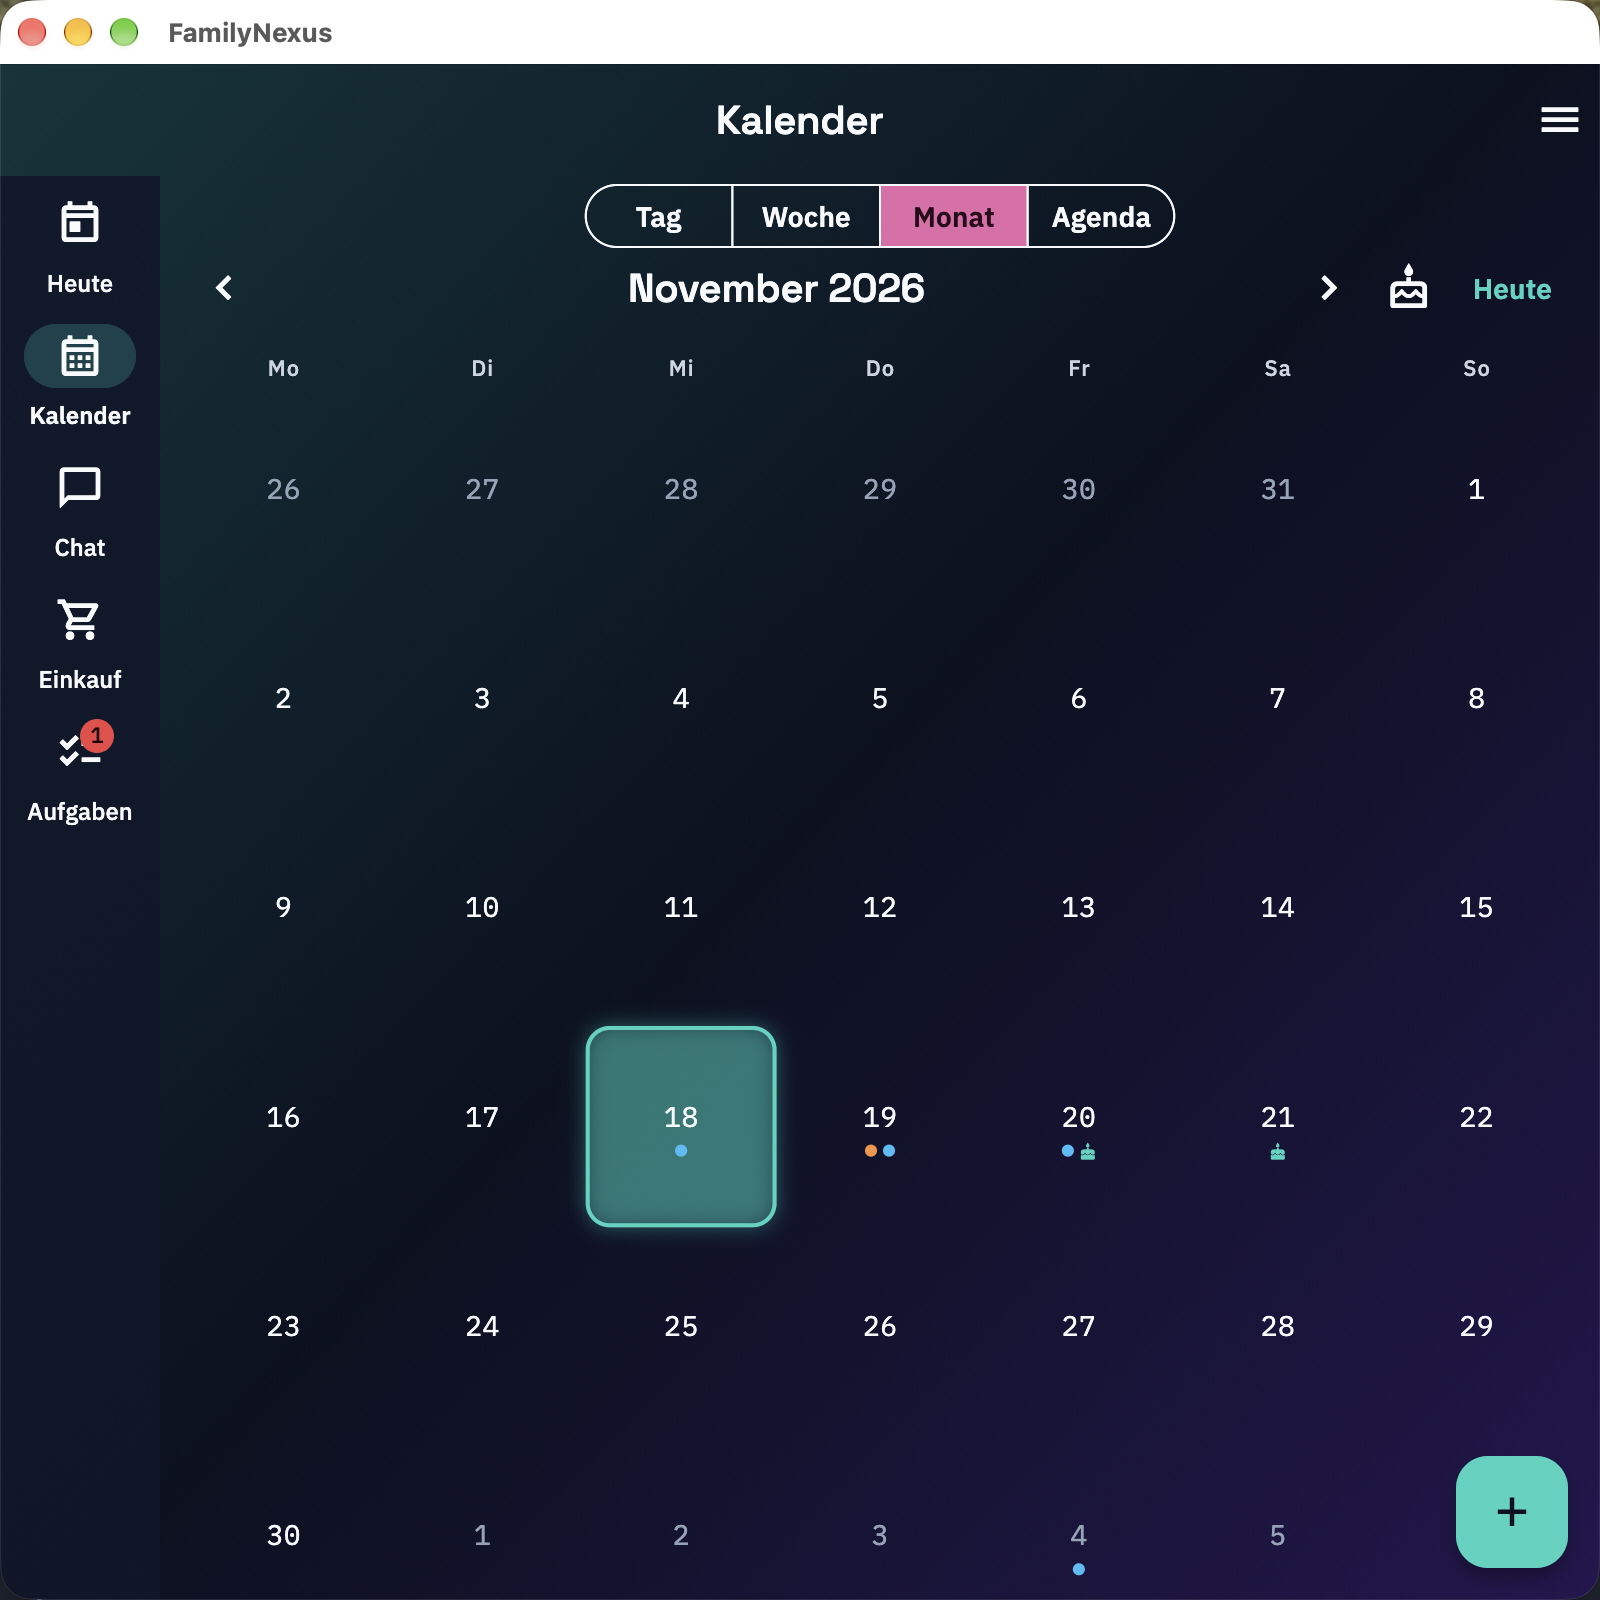 FamilyNexus
Kalender
Tag Woche Monat Agenda
November 2026 Heute
Heute
Kalender
Chat
Einkauf
1
Aufgaben
Mo Di Mi Do Fr Sa So
26 27 28 29 30 31 1
2 3 4 5 6 7 8
9 10 11 12 13 14 15
16 17 18 19 20 21 22
23 24 25 26 27 28 29
30 1 2 3 4 5
+